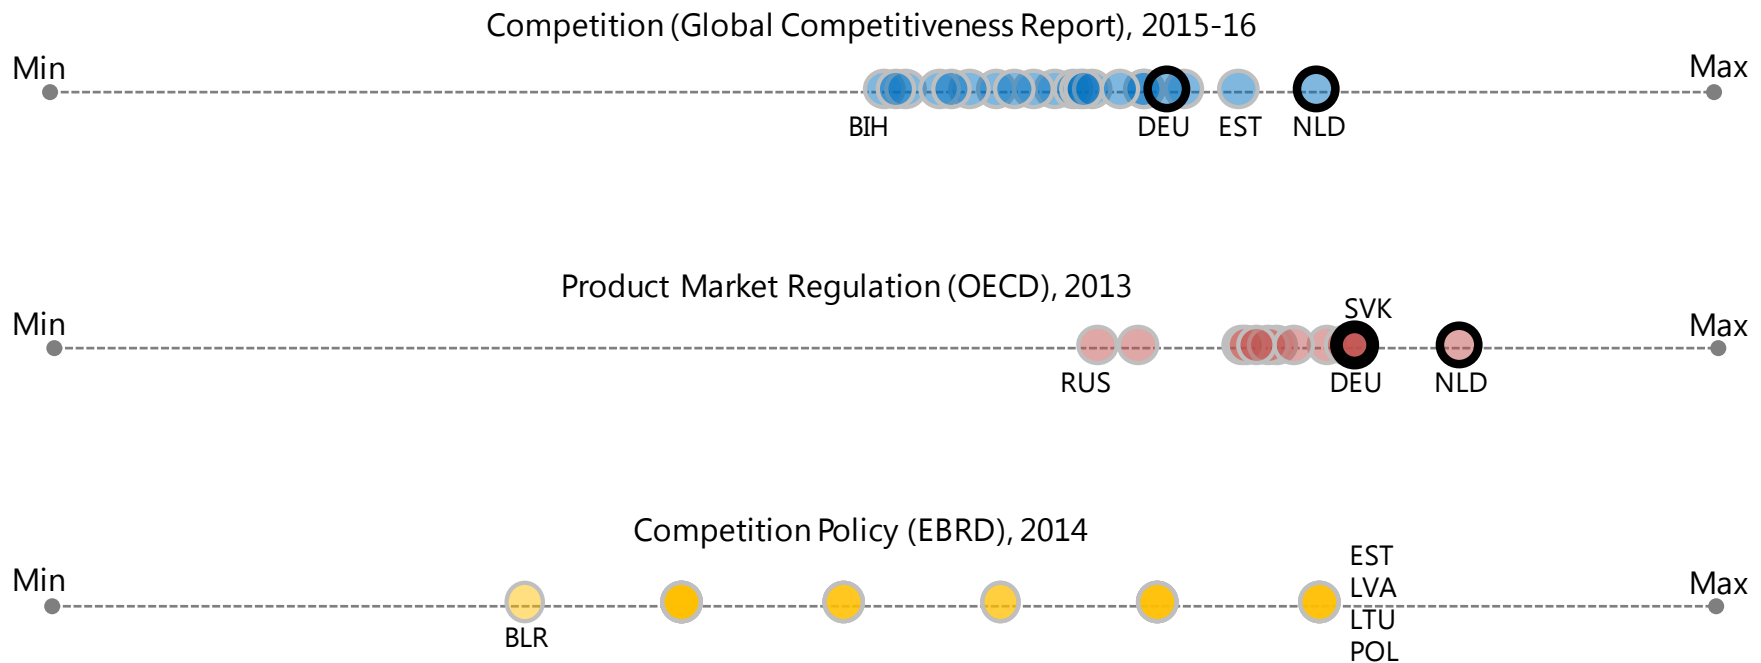 Competition (Global Competitiveness Report), 2015-16
Min
Max
BIH
DEU
EST
NLD
Product Market Regulation (OECD), 2013
SVK
Min
Max
RUS
DEU
NLD
Competition Policy (EBRD), 2014
EST
Min
Max
LVA
LTU
BLR
POL